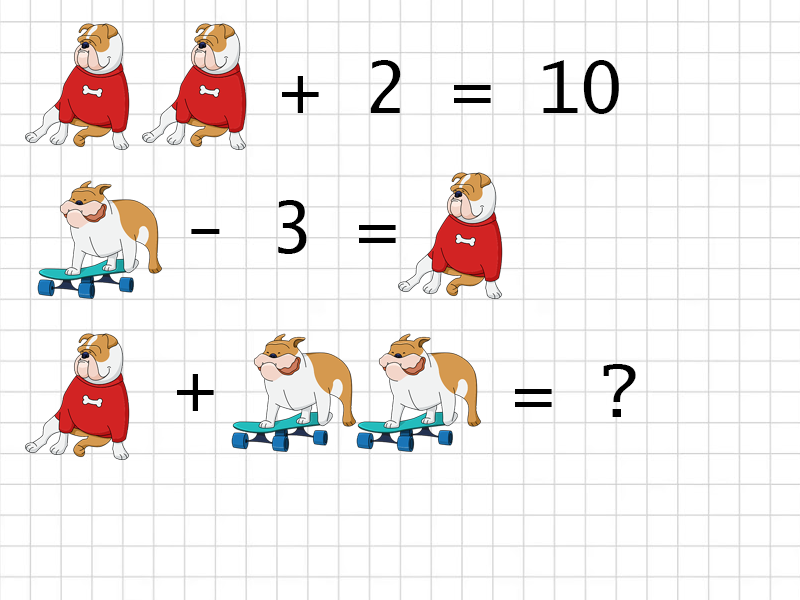 + 2 = 10
- 3 =
+ = ?